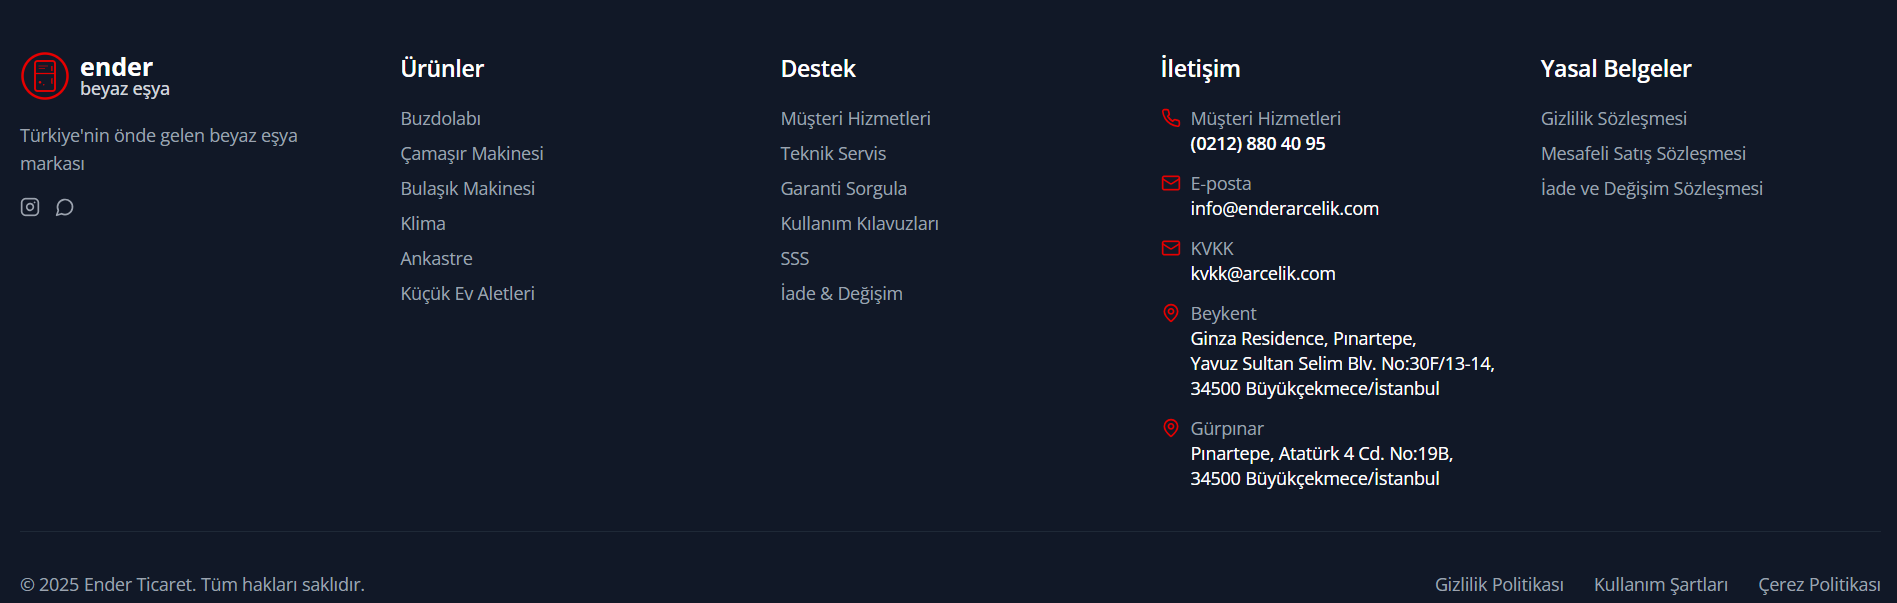 ender
beyaz eşya
Türkiye'nin önde gelen beyaz eşya
markası
Ürünler
Buzdolabı
Çamaşır Makinesi
Bulaşık Makinesi
Klima
Ankastre
Küçük Ev Aletleri
Destek
Müşteri Hizmetleri
Teknik Servis
Garanti Sorgula
Kullanım Kılavuzları
SSS
İade & Değişim
İletişim
Müşteri Hizmetleri
(0212) 880 40 95
E-posta
info@enderarcelik.com
KVKK
kvkk@arcelik.com
Beykent
Ginza Residence, Pınartepe,
Yavuz Sultan Selim Blv. No:30F/13-14,
34500 Büyükçekmece/İstanbul
Gürpınar
Pınartepe, Atatürk 4 Cd. No:19B,
34500 Büyükçekmece/İstanbul
Yasal Belgeler
Gizlilik Sözleşmesi
Mesafeli Satış Sözleşmesi
İade ve Değişim Sözleşmesi
© 2025 Ender Ticaret. Tüm hakları saklıdır.
Gizlilik Politikası
Kullanım Şartları
Çerez Politikası